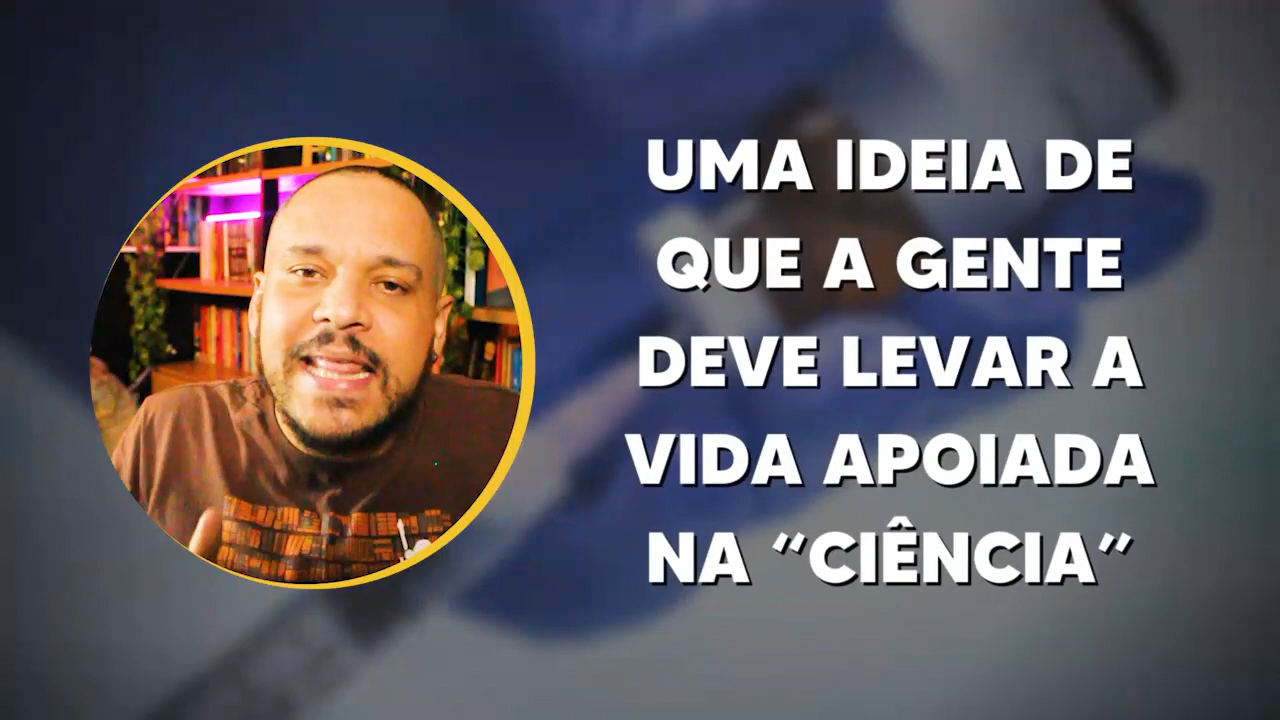 UMA IDEIA DE
QUE A GENTE
DEVE LEVAR A
VIDA APOIADA
NA “CIÊNCIA”